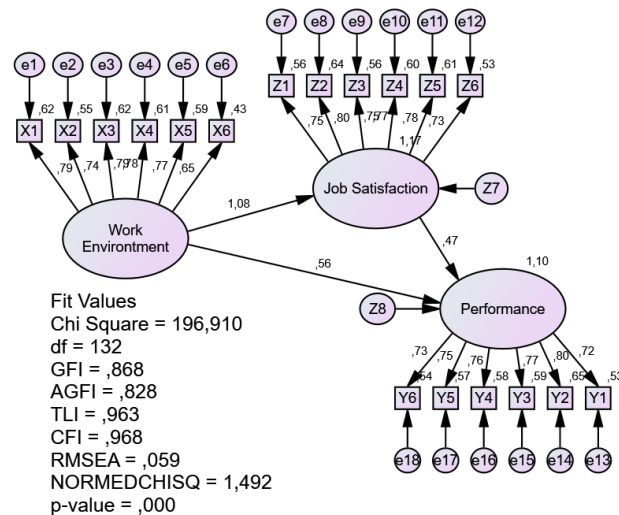 e7 e8 e9 e10 e11 e12
,56 ,64 ,56 ,60 ,61 ,53
Z1 Z2 Z3 Z4 Z5 Z6
,75 ,80 ,75 ,77 ,78 ,73
1,17
Job Satisfaction
Z7
e1 e2 e3 e4 e5 e6
,62 ,55 ,62 ,61 ,59 ,43
X1 X2 X3 X4 X5 X6
,79 ,74 ,79 ,78 ,77 ,65
Work
Environtment
1,08
,56
,47
1,10
Z8
Performance
,73 ,75 ,76 ,77 ,80 ,72
,54 ,57 ,58 ,59 ,65 ,53
Y6 Y5 Y4 Y3 Y2 Y1
e18 e17 e16 e15 e14 e13
Fit Values
Chi Square = 196,910
df = 132
GFI = ,868
AGFI = ,828
TLI = ,963
CFI = ,968
RMSEA = ,059
NORMEDCHISQ = 1,492
p-value = ,000